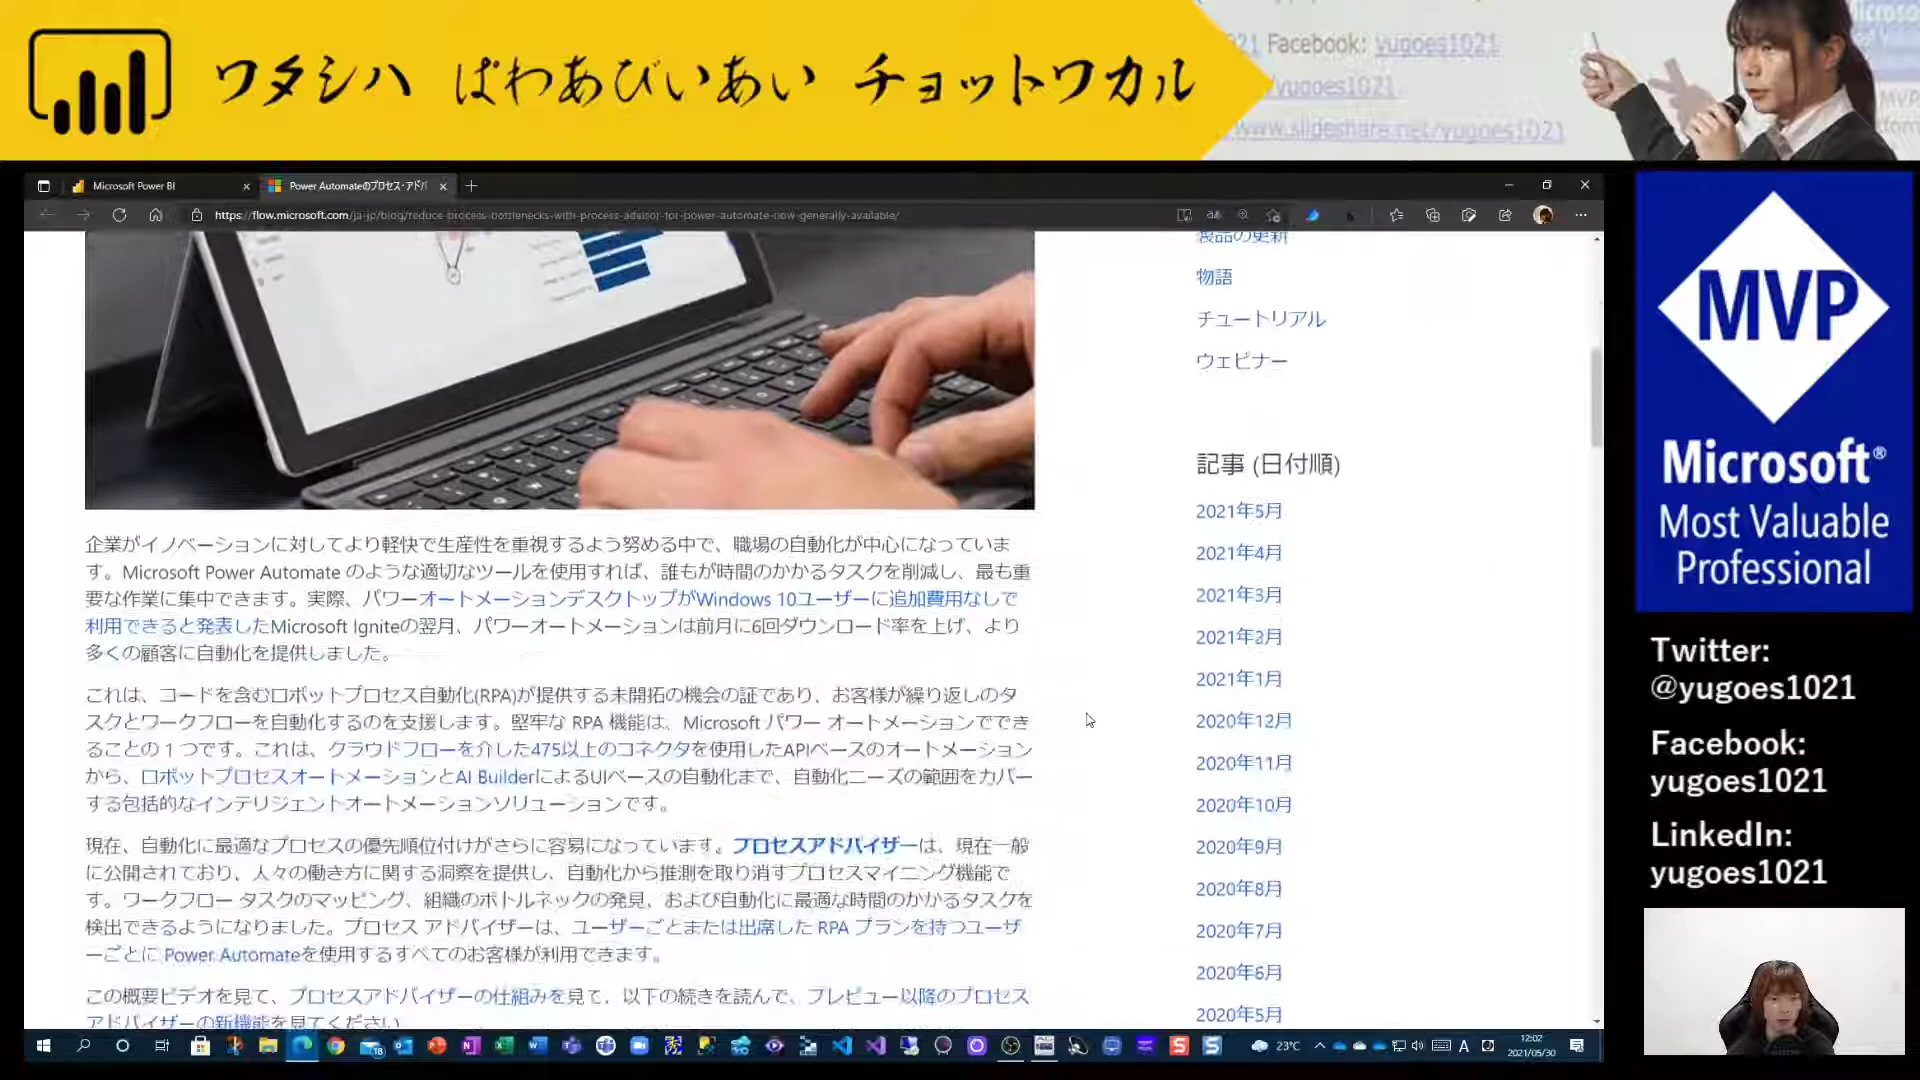 ワタシハ ぱわあびいあい チョットワカル
Facebook: yugoes1021
/yugoes1021
www.slideshare.net/yugoes1021
Microsoft Power BI
Power Automateのプロセス・アドバ
https://flow.microsoft.com/ja-jp/blog/reduce-process-bottlenecks-with-process-advisor-for-power-automate-now-generally-available/
製品の更新
物語
チュートリアル
ウェビナー
記事 (日付順)
2021年5月
2021年4月
2021年3月
2021年2月
2021年1月
2020年12月
2020年11月
2020年10月
2020年9月
2020年8月
2020年7月
2020年6月
2020年5月
企業がイノベーションに対してより軽快で生産性を重視するよう努める中で、職場の自動化が中心になっていま
す。Microsoft Power Automate のような適切なツールを使用すれば、誰もが時間のかかるタスクを削減し、最も重
要な作業に集中できます。実際、パワーオートメーションデスクトップがWindows 10ユーザーに追加費用なしで
利用できると発表したMicrosoft Igniteの翌月、パワーオートメーションは前月に6回ダウンロード率を上げ、より
多くの顧客に自動化を提供しました。
これは、コードを含むロボットプロセス自動化(RPA)が提供する未開拓の機会の証であり、お客様が繰り返しのタ
スクとワークフローを自動化するのを支援します。堅牢な RPA 機能は、Microsoft パワー オートメーションででき
ることの 1 つです。これは、クラウドフローを介した475以上のコネクタを使用したAPIベースのオートメーション
から、ロボットプロセスオートメーションとAI BuilderによるUIベースの自動化まで、自動化ニーズの範囲をカバー
する包括的なインテリジェントオートメーションソリューションです。
現在、自動化に最適なプロセスの優先順位付けがさらに容易になっています。プロセスアドバイザーは、現在一般
に公開されており、人々の働き方に関する洞察を提供し、自動化から推測を取り消すプロセスマイニング機能で
す。ワークフロー タスクのマッピング、組織のボトルネックの発見、および自動化に最適な時間のかかるタスクを
検出できるようになりました。プロセス アドバイザーは、ユーザーごとまたは出席した RPA プランを持つユーザ
ーごとに Power Automateを使用するすべてのお客様が利用できます。
この概要ビデオを見て、プロセスアドバイザーの仕組みを見て、以下の続きを読んで、プレビュー以降のプロセス
アドバイザーの新機能を見てください。
MVP
Microsoft®
Most Valuable
Professional
Twitter:
@yugoes1021
Facebook:
yugoes1021
LinkedIn:
yugoes1021
23°C
A
12:02
2021/05/30